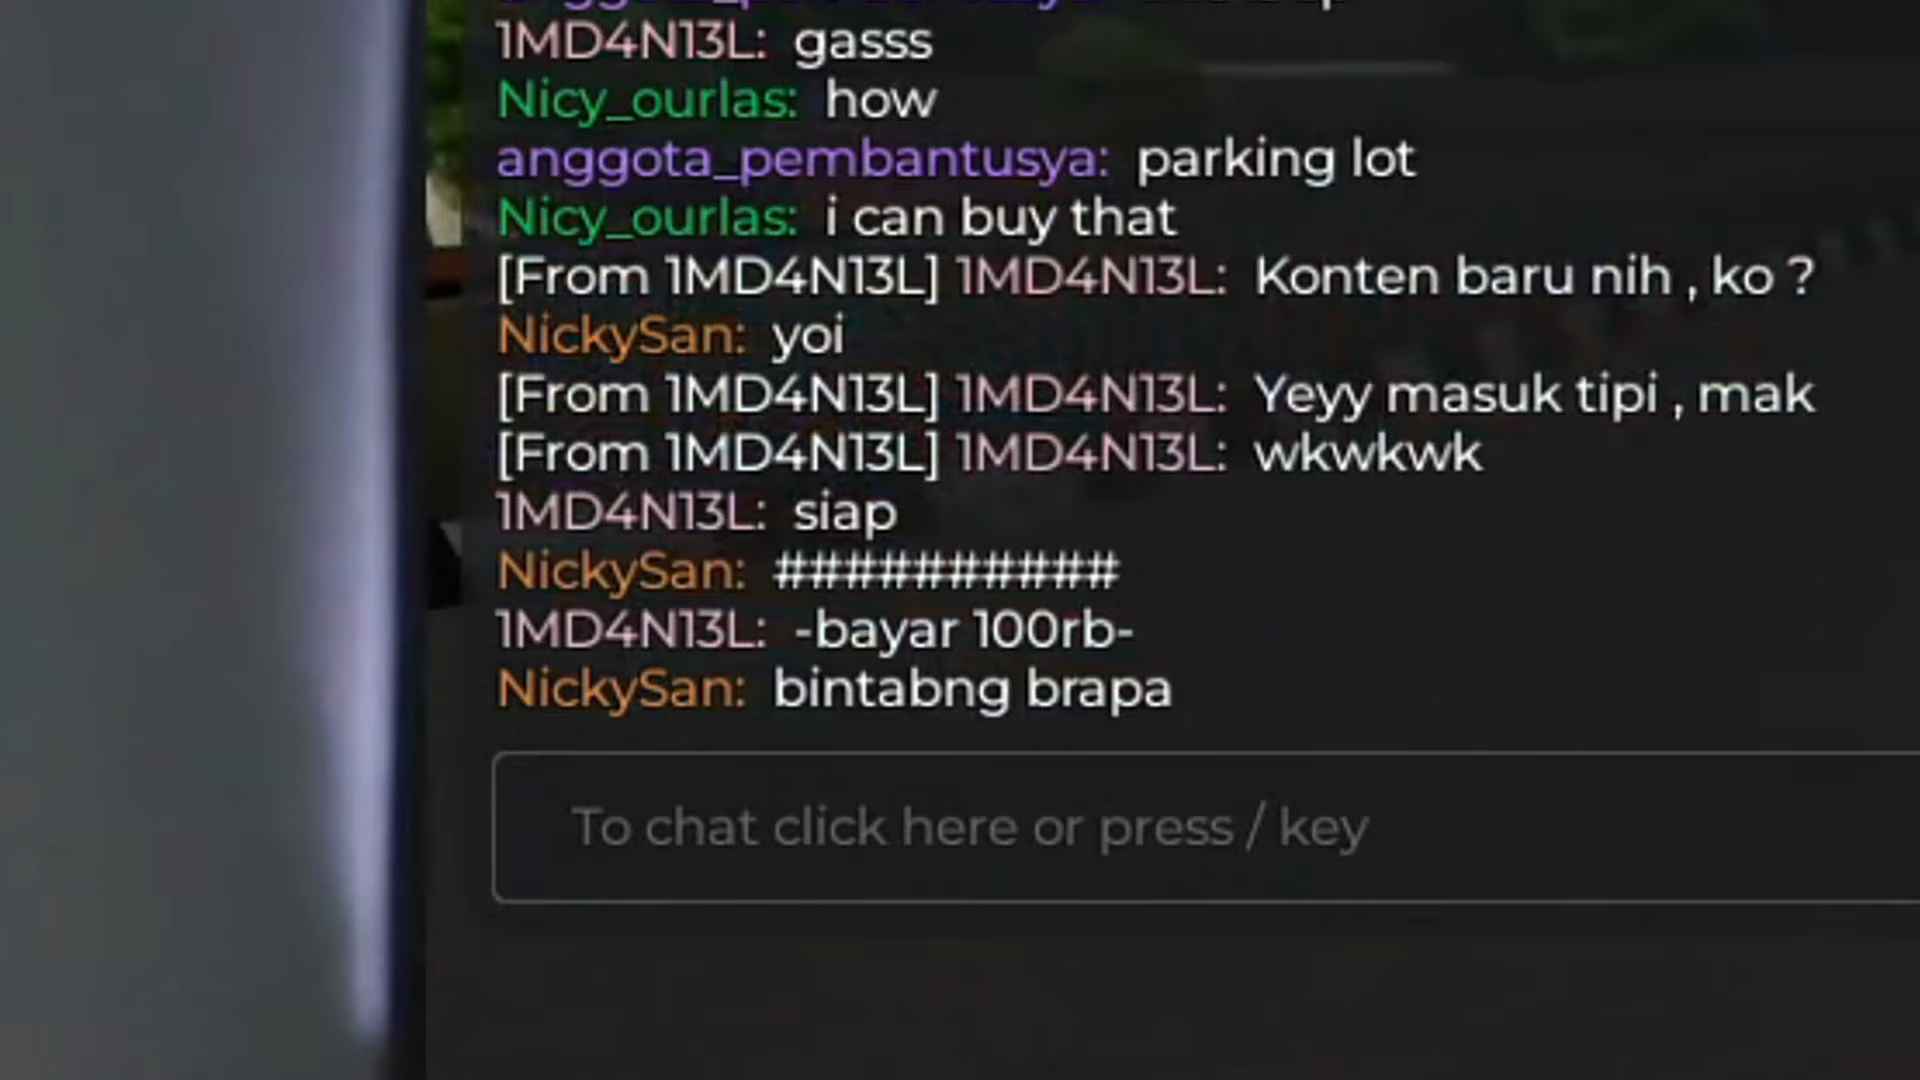 1MD4N13L: gasss
Nicy_ourlas: how
anggota_pembantusya: parking lot
Nicy_ourlas: i can buy that
[From 1MD4N13L] 1MD4N13L: Konten baru nih , ko ?
NickySan: yoi
[From 1MD4N13L] 1MD4N13L: Yeyy masuk tipi , mak
[From 1MD4N13L] 1MD4N13L: wkwkwk
1MD4N13L: siap
NickySan: ###########
1MD4N13L: -bayar 100rb-
NickySan: bintabng brapa
To chat click here or press / key